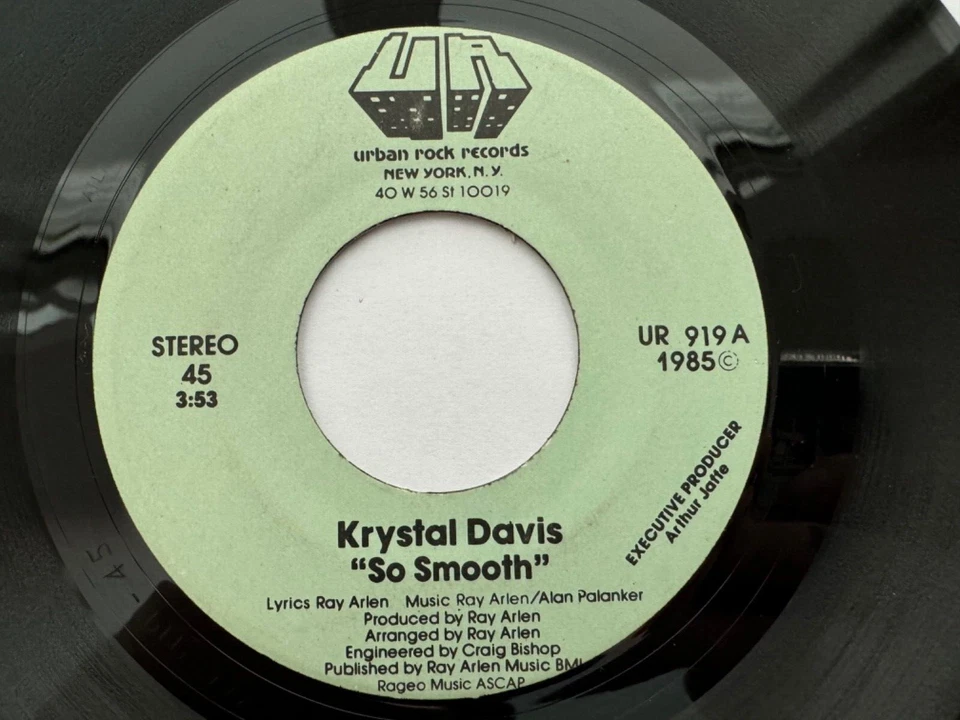 UR
urban rock records
NEW YORK, N.Y.
40 W 56 St 10019
STEREO
45
3:53
UR 919 A
1985©
EXECUTIVE PRODUCER
Arthur Jaffe
Krystal Davis
"So Smooth"
Lyrics Ray Arlen Music Ray Arlen/Alan Palanker
Produced by Ray Arlen
Arranged by Ray Arlen
Engineered by Craig Bishop
Published by Ray Arlen Music BMI
Rageo Music ASCAP
45